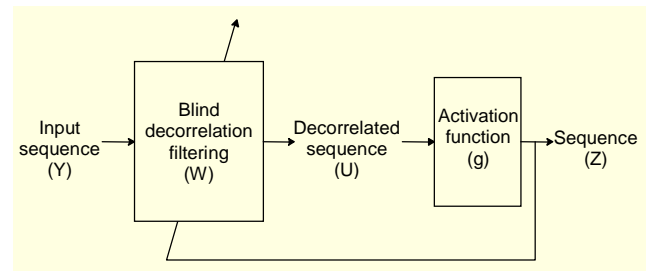 Input
sequence
(Y)
Blind
decorrelation
filtering
(W)
Decorrelated
sequence
(U)
Activation
function
(g)
Sequence
(Z)